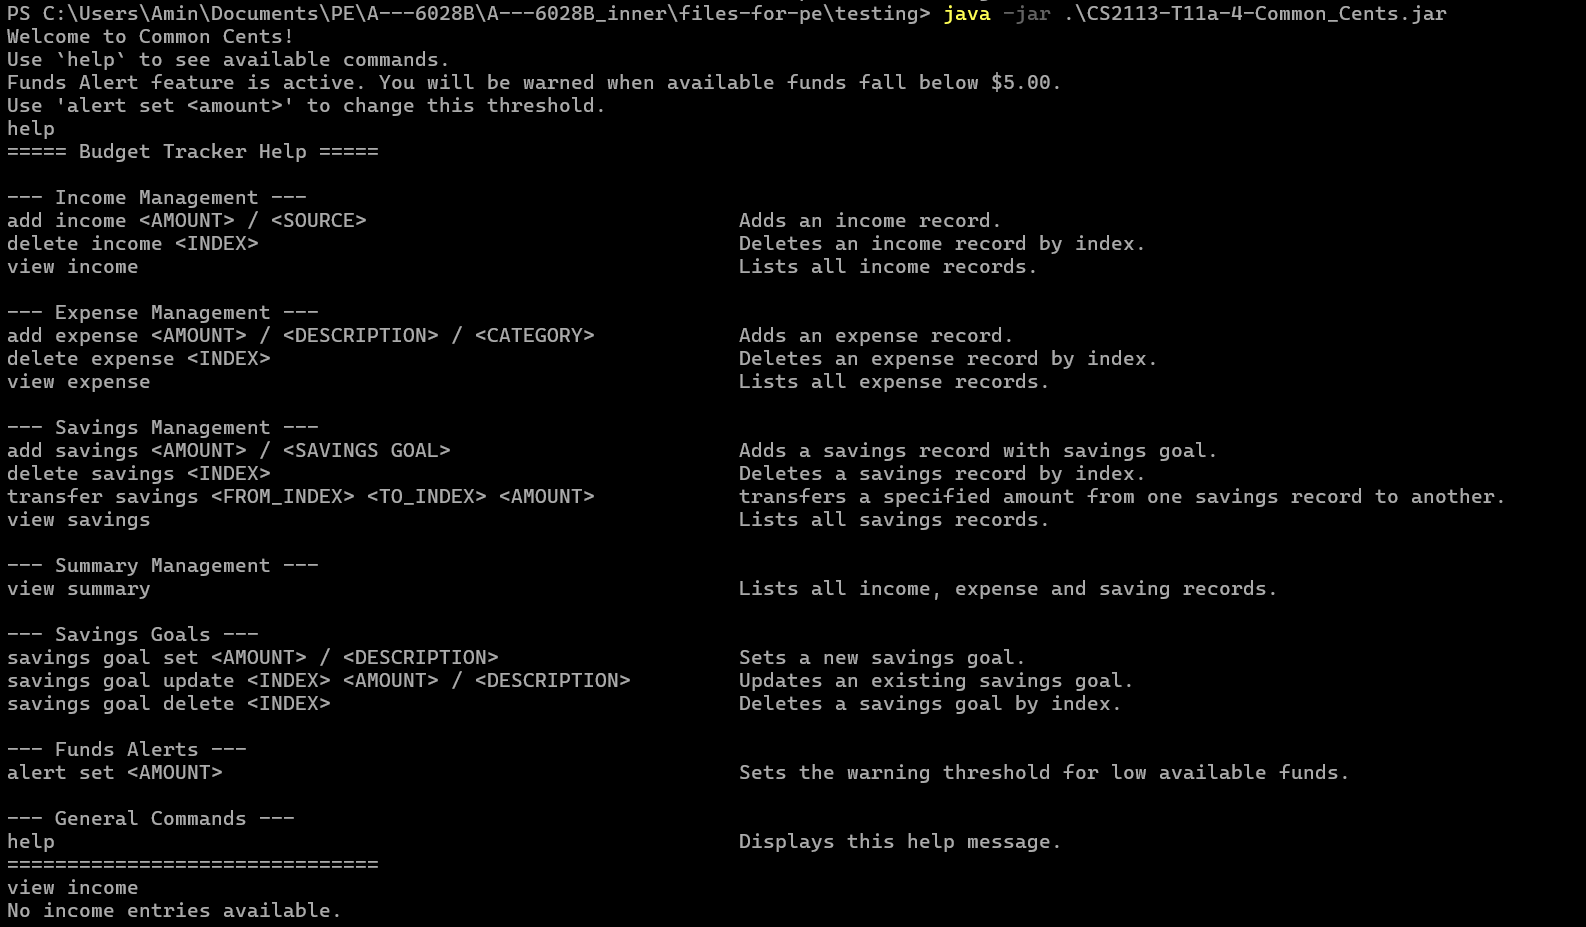 PS C:\Users\Amin\Documents\PE\A---6028B\A---6028B_inner\files-for-pe\testing> java -jar .\CS2113-T11a-4-Common_Cents.jar
Welcome to Common Cents!
Use `help` to see available commands.
Funds Alert feature is active. You will be warned when available funds fall below $5.00.
Use 'alert set <amount>' to change this threshold.
help
===== Budget Tracker Help =====

--- Income Management ---
add income <AMOUNT> / <SOURCE> Adds an income record.
delete income <INDEX> Deletes an income record by index.
view income Lists all income records.

--- Expense Management ---
add expense <AMOUNT> / <DESCRIPTION> / <CATEGORY> Adds an expense record.
delete expense <INDEX> Deletes an expense record by index.
view expense Lists all expense records.

--- Savings Management ---
add savings <AMOUNT> / <SAVINGS GOAL> Adds a savings record with savings goal.
delete savings <INDEX> Deletes a savings record by index.
transfer savings <FROM_INDEX> <TO_INDEX> <AMOUNT> transfers a specified amount from one savings record to another.
view savings Lists all savings records.

--- Summary Management ---
view summary Lists all income, expense and saving records.

--- Savings Goals ---
savings goal set <AMOUNT> / <DESCRIPTION> Sets a new savings goal.
savings goal update <INDEX> <AMOUNT> / <DESCRIPTION> Updates an existing savings goal.
savings goal delete <INDEX> Deletes a savings goal by index.

--- Funds Alerts ---
alert set <AMOUNT> Sets the warning threshold for low available funds.

--- General Commands ---
help Displays this help message.
===============================
view income
No income entries available.